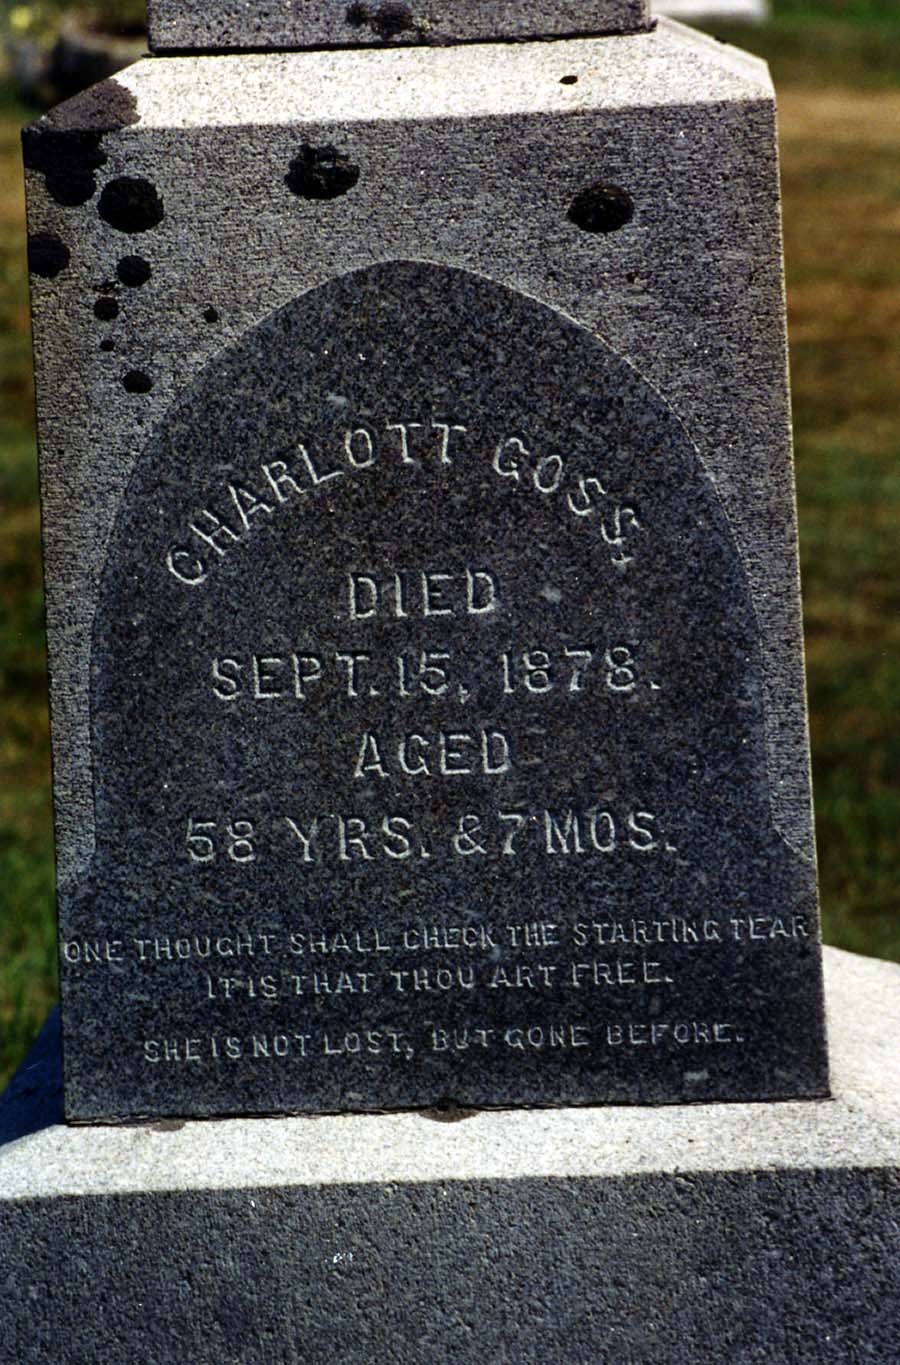 CHARLOTT GOSS,
DIED
SEPT. 15, 1878.
AGED
58 YRS. & 7 MOS.
ONE THOUGHT SHALL CHECK THE STARTING TEAR
IT IS THAT THOU ART FREE.
SHE IS NOT LOST, BUT GONE BEFORE.